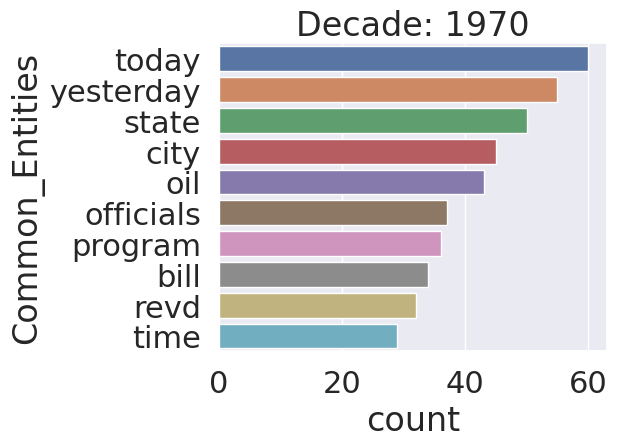 Decade: 1970
Common_Entities
today
yesterday
state
city
oil
officials
program
bill
revd
time
0 20 40 60
count